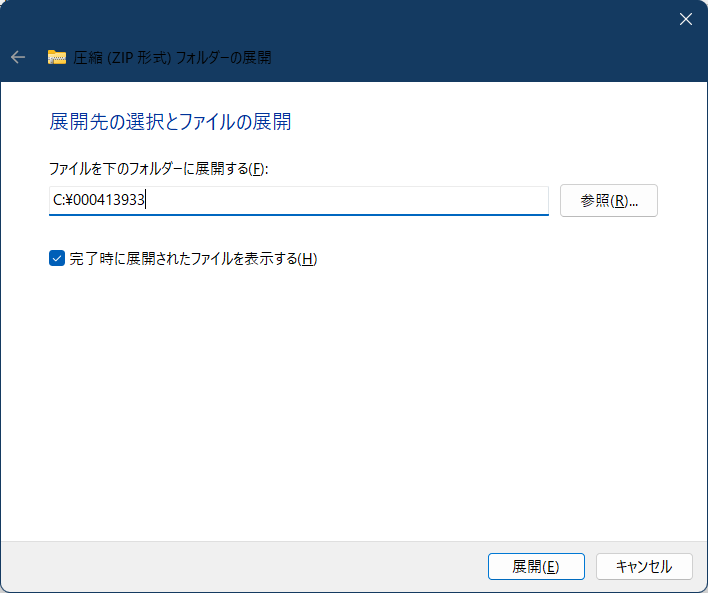 圧縮 (ZIP 形式) フォルダーの展開
展開先の選択とファイルの展開
ファイルを下のフォルダーに展開する(F):
C:¥000413933
参照(R)...
完了時に展開されたファイルを表示する(H)
展開(E)
キャンセル